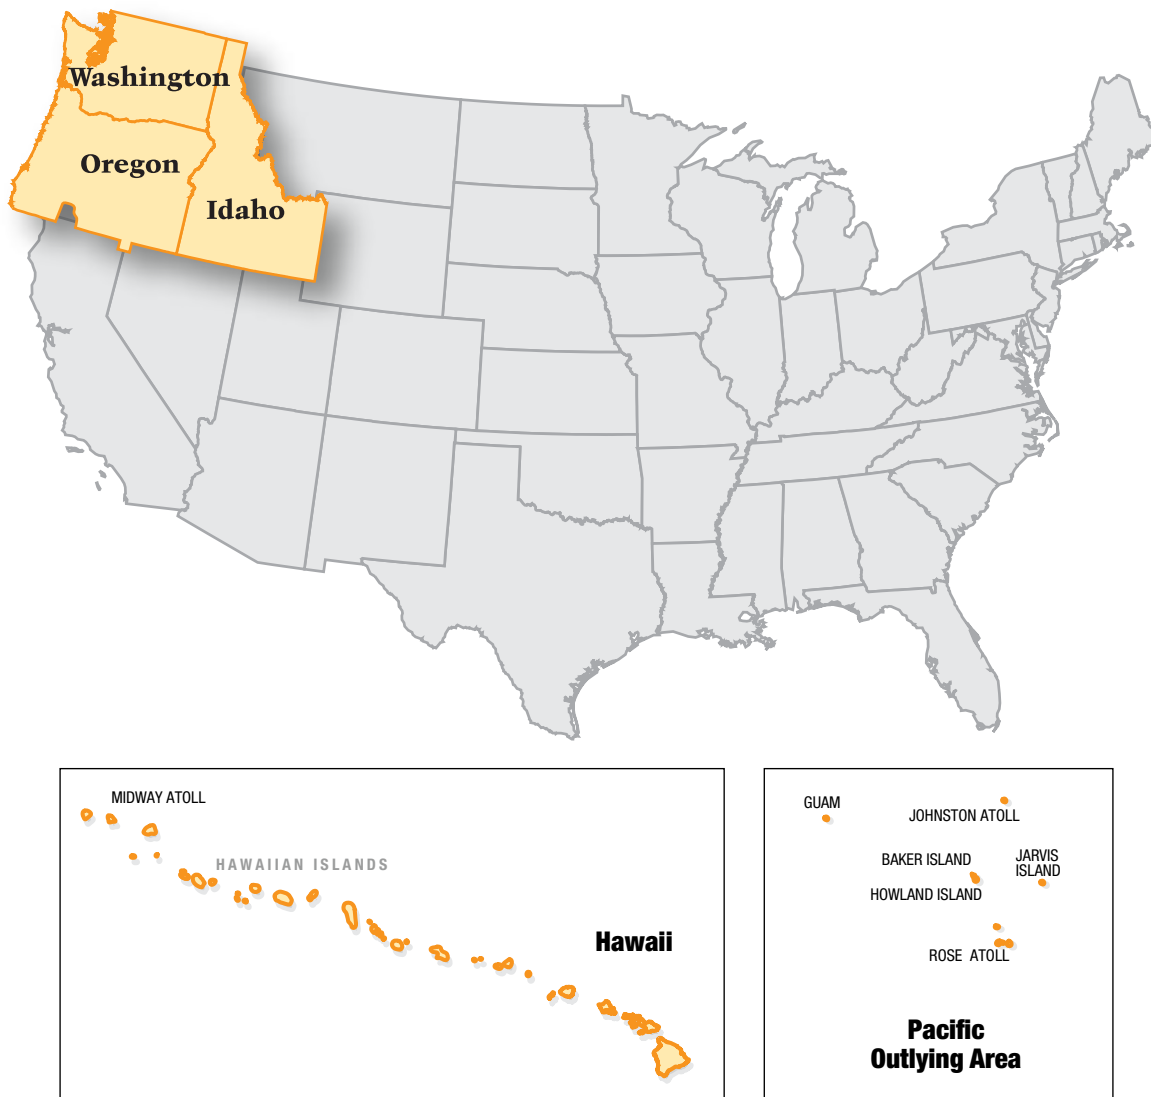 Washington
Oregon
Idaho
MIDWAY ATOLL
HAWAIIAN ISLANDS
Hawaii
GUAM
JOHNSTON ATOLL
BAKER ISLAND
JARVIS
ISLAND
HOWLAND ISLAND
ROSE ATOLL
Pacific
Outlying Area